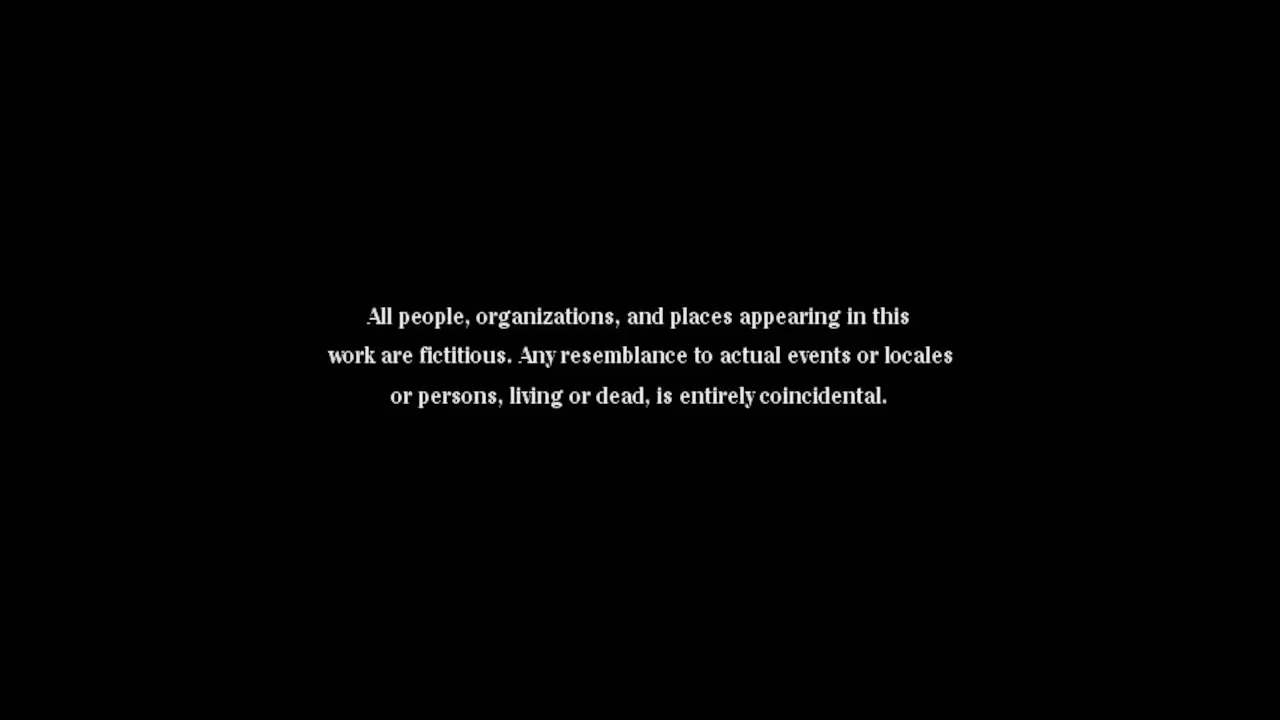 All people, organizations, and places appearing in this
work are fictitious. Any resemblance to actual events or locales
or persons, living or dead, is entirely coincidental.